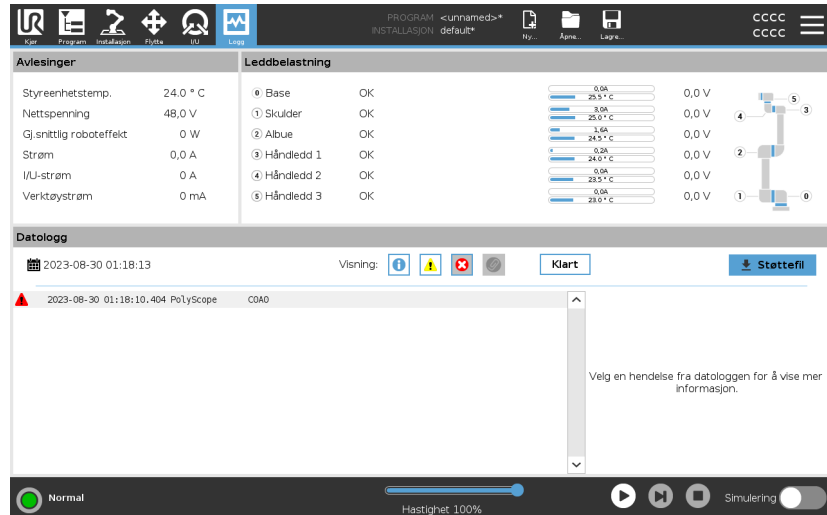 PROGRAM <unnamed>*
INSTALLASJON default*
CCCC
CCCC
Kjør Program Installasjon Flytte I/U Logg
Ny... Åpne... Lagre...
Avlesinger
Styreenhetstemp. 24.0 ° C
Nettspenning 48,0 V
Gj.snittlig roboteffekt 0 W
Strøm 0,0 A
I/U-strøm 0 A
Verktøystrøm 0 mA
Leddbelastning
0 Base OK 0,0A 25.5 ° C 0,0 V
1 Skulder OK 3,0A 25.0 ° C 0,0 V
2 Albue OK 1,6A 24.5 ° C 0,0 V
3 Håndledd 1 OK 0,2A 24.0 ° C 0,0 V
4 Håndledd 2 OK 0,0A 23.5 ° C 0,0 V
5 Håndledd 3 OK 0,0A 23.0 ° C 0,0 V
5
4 3
2
1 0
Datologg
2023-08-30 01:18:13 Visning: Klart Støttefil
2023-08-30 01:18:10.404 PolyScope C0A0
Velg en hendelse fra datologgen for å vise mer
informasjon.
Normal
Hastighet 100%
Simulering